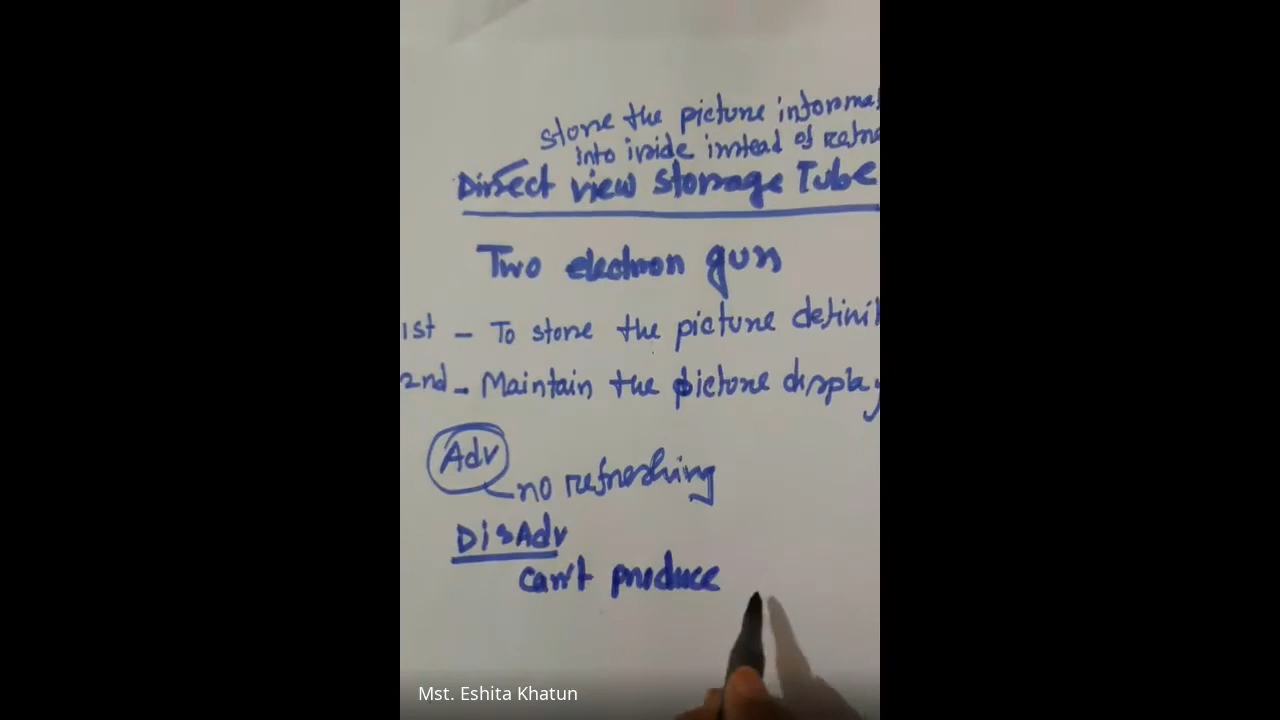 store the picture informa
into inside instead of refre
Direct view storage Tube
Two electron gun
1st - To store the picture definit
2nd - Maintain the picture display
Adv
no refreshing
DisAdv
can't produce
Mst. Eshita Khatun